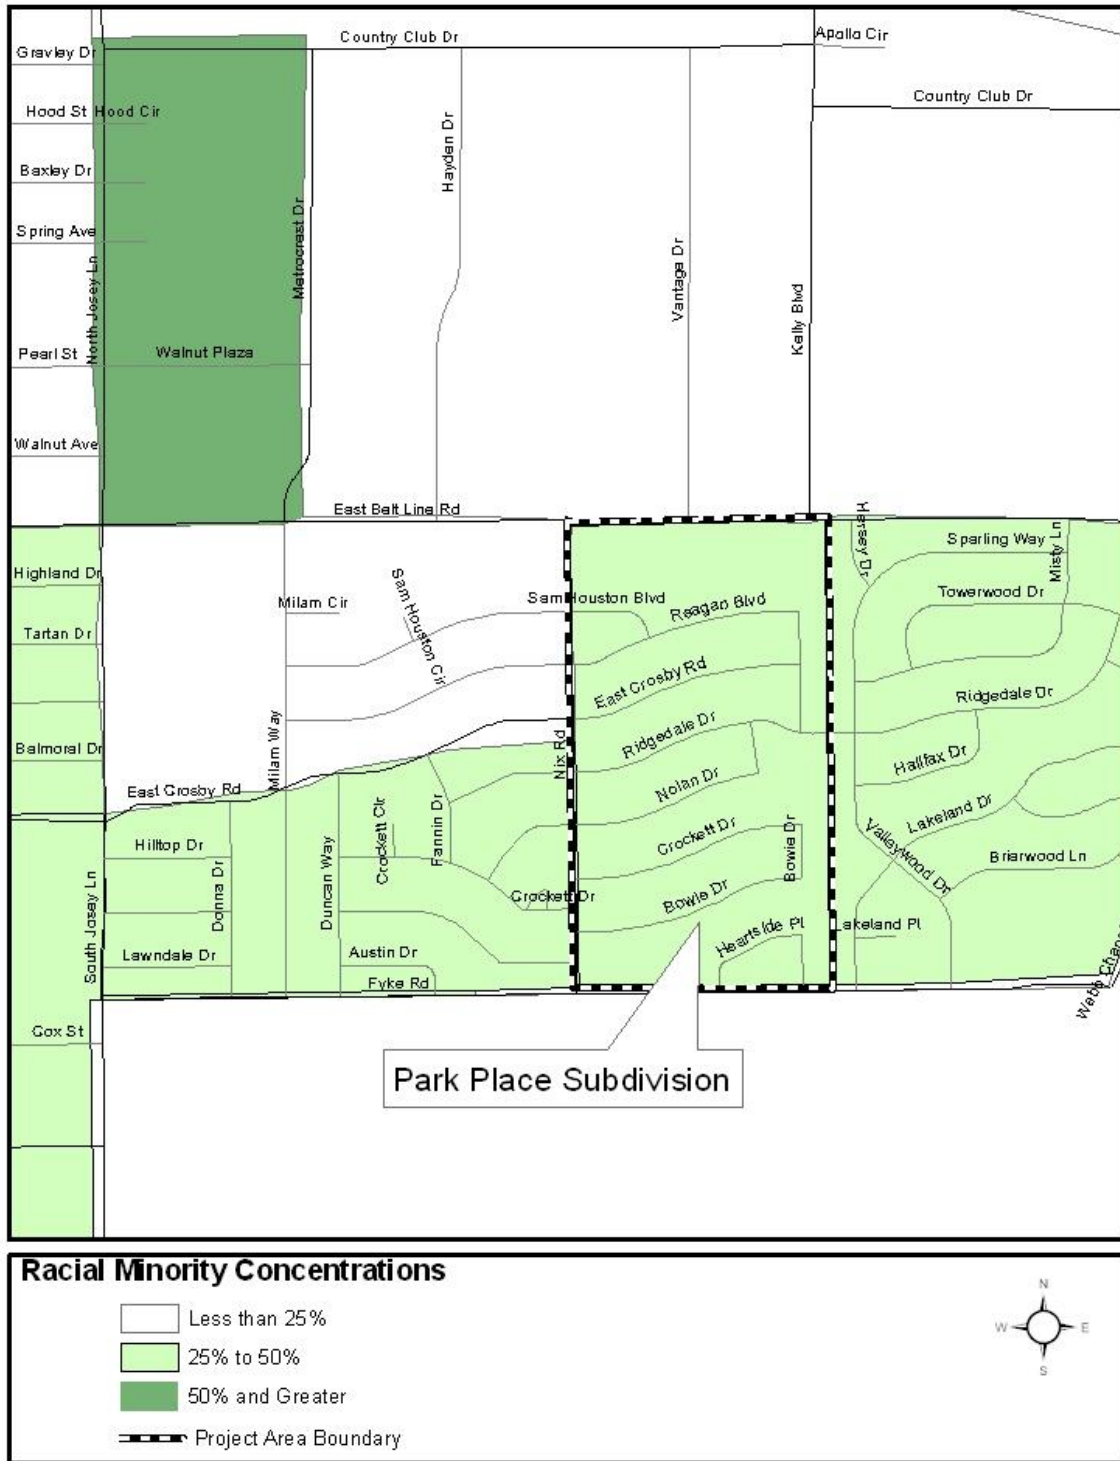 Country Club Dr
Apollo Cir
Gravley Dr
Country Club Dr
Hood St
Hood Cir
Hayden Dr
Baxley Dr
Spring Ave
Metrocrest Dr
Vantage Dr
North Josey Ln
Kelly Blvd
Pearl St
Walnut Plaza
Walnut Ave
East Belt Line Rd
Hersey Dr
Sparling Way
Misty Ln
Highland Dr
Milam Cir
Sam Houston Cir
Sam Houston Blvd
Reagan Blvd
Towerwood Dr
Tartan Dr
East Crosby Rd
Ridgedale Dr
Balmoral Dr
Milam Way
Nix Rd
Ridgedale Dr
Halifax Dr
East Crosby Rd
Nolan Dr
Lakeland Dr
Hilltop Dr
Crockett Cir
Fannin Dr
Crockett Dr
Bowie Dr
Valleywood Dr
Briarwood Ln
Donna Dr
Duncan Way
Crockett Dr
Bowie Dr
South Josey Ln
Lawndale Dr
Austin Dr
Heartside Pl
Lakeland Pl
Fyke Rd
Webb Chap
Cox St
Park Place Subdivision
Racial Minority Concentrations
Less than 25%
25% to 50%
50% and Greater
Project Area Boundary
N
W
E
S